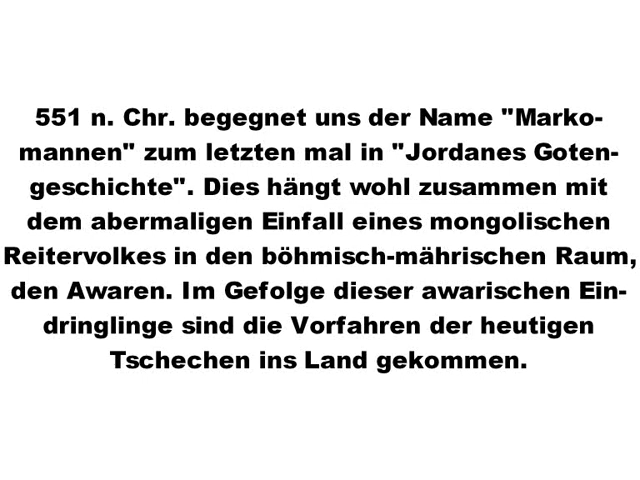 551 n. Chr. begegnet uns der Name "Marko-
mannen" zum letzten mal in "Jordanes Goten-
geschichte". Dies hängt wohl zusammen mit
dem abermaligen Einfall eines mongolischen
Reitervolkes in den böhmisch-mährischen Raum,
den Awaren. Im Gefolge dieser awarischen Ein-
dringlinge sind die Vorfahren der heutigen
Tschechen ins Land gekommen.